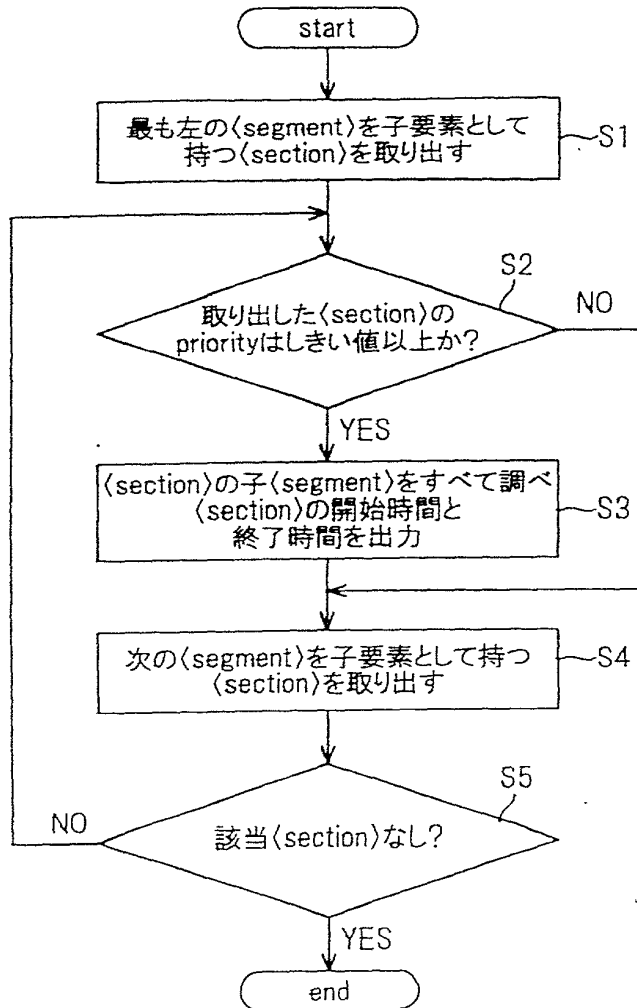 start
最も左の〈segment〉を子要素として
持つ〈section〉を取り出す
S1
S2
取り出した〈section〉の
priorityはしきい値以上か?
NO
YES
〈section〉の子〈segment〉をすべて調べ
〈section〉の開始時間と
終了時間を出力
S3
次の〈segment〉を子要素として持つ
〈section〉を取り出す
S4
S5
該当〈section〉なし?
NO
YES
end